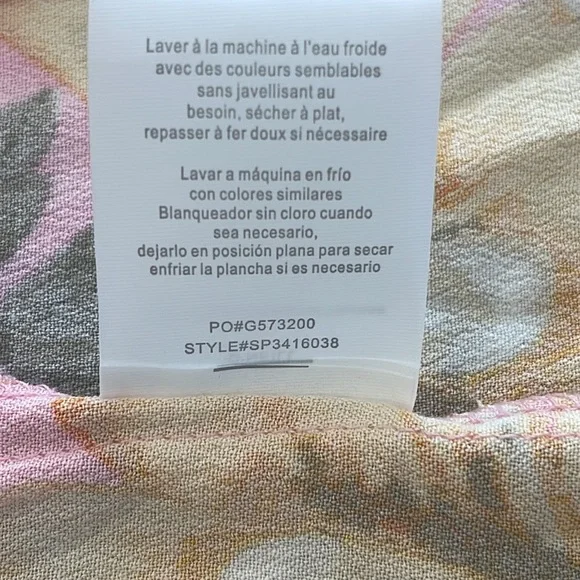 Laver à la machine à l'eau froide
avec des couleurs semblables
sans javellisant au
besoin, sécher à plat,
repasser à fer doux si nécessaire
Lavar a máquina en frío
con colores similares
Blanqueador sin cloro cuando
sea necesario,
dejarlo en posición plana para secar
enfriar la plancha si es necesario
PO#G573200
STYLE#SP3416038